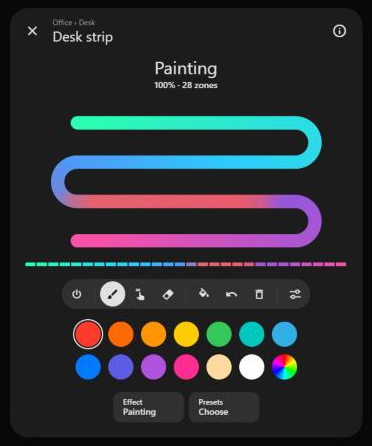 Office › Desk
Desk strip
Painting
100% · 28 zones
Effect
Painting
Presets
Choose